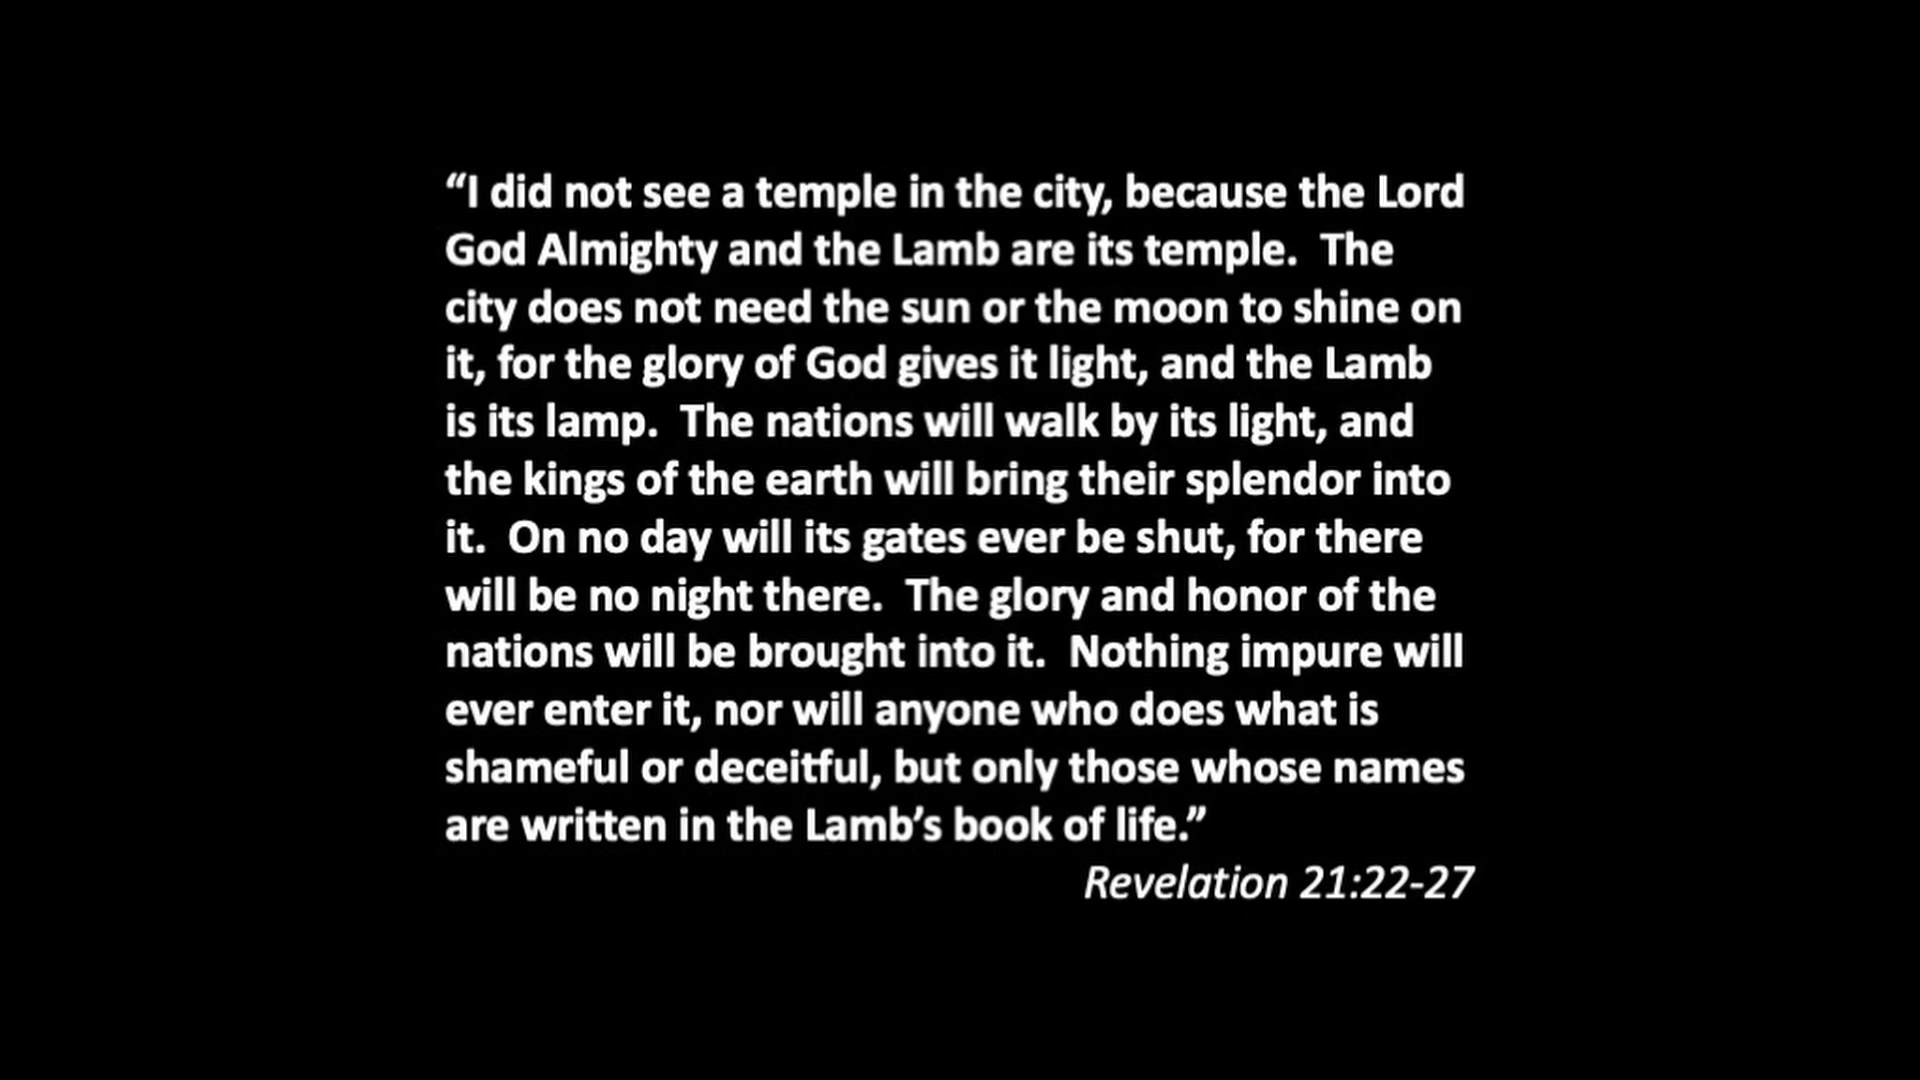 “I did not see a temple in the city, because the Lord
God Almighty and the Lamb are its temple.  The
city does not need the sun or the moon to shine on
it, for the glory of God gives it light, and the Lamb
is its lamp.  The nations will walk by its light, and
the kings of the earth will bring their splendor into
it.  On no day will its gates ever be shut, for there
will be no night there.  The glory and honor of the
nations will be brought into it.  Nothing impure will
ever enter it, nor will anyone who does what is
shameful or deceitful, but only those whose names
are written in the Lamb’s book of life.”
Revelation 21:22-27